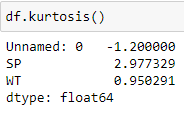 df.kurtosis()
Unnamed: 0   -1.200000
SP            2.977329
WT            0.950291
dtype: float64